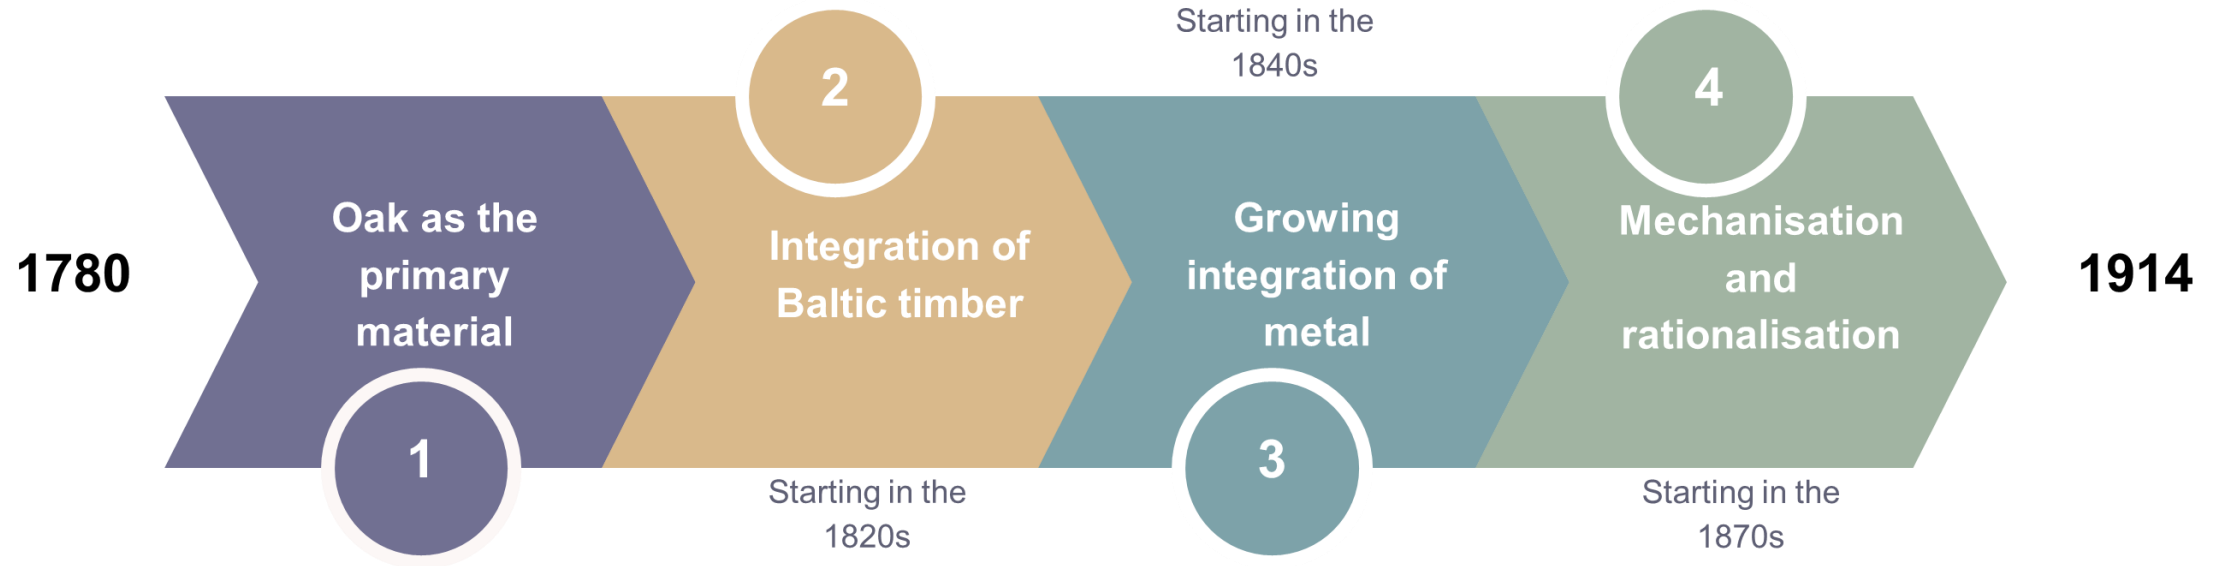 1780
Oak as the
primary
material
1
2
Integration of
Baltic timber
Starting in the
1820s
Starting in the
1840s
Growing
integration of
metal
3
4
Mechanisation
and
rationalisation
Starting in the
1870s
1914